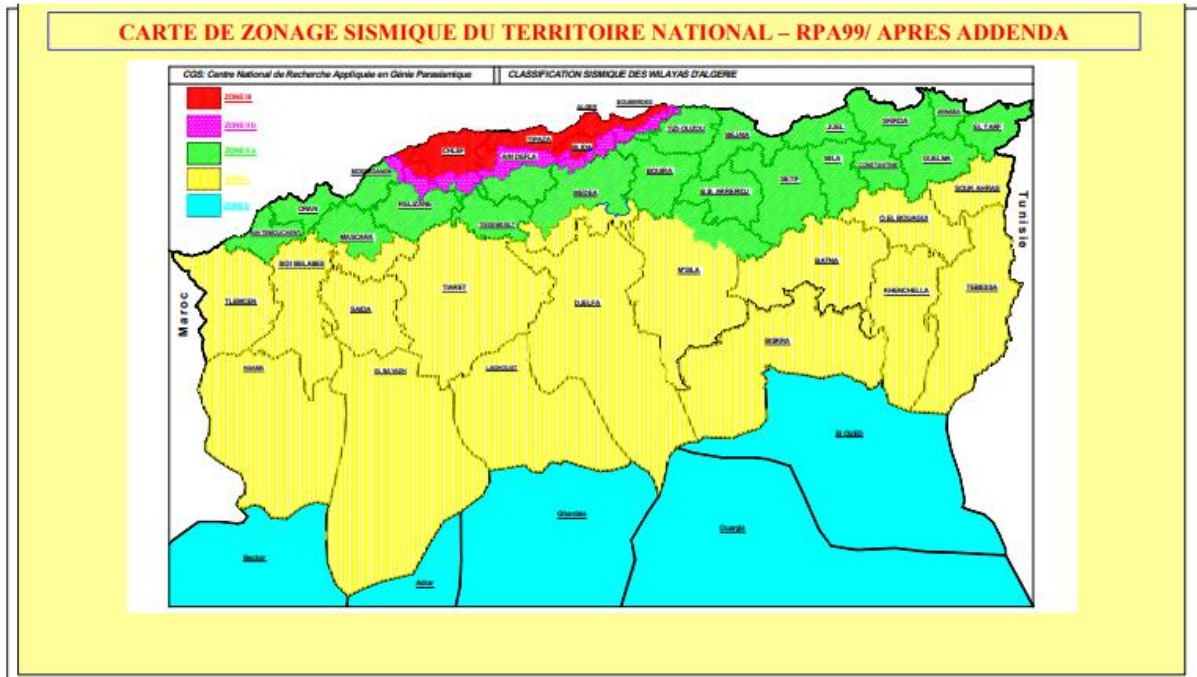 CARTE DE ZONAGE SISMIQUE DU TERRITOIRE NATIONAL – RPA99/ APRES ADDENDA
CGS: Centre National de Recherche Appliquée en Génie Parasismique
CLASSIFICATION SISMIQUE DES WILAYAS D'ALGERIE
ZONE III
ZONE II b
ZONE II a
ALGER
BOUMERDES
TIPAZA
BLIDA
CHLEF
AIN DEFLA
TIZI OUZOU
BEJAIA
JIJEL
SKIKDA
ANNABA
EL TARF
MOSTAGANEM
RELIZANE
MEDEA
BOUIRA
B.B. ARRERIDJ
SETIF
MILA
CONSTANTINE
GUELMA
SOUK AHRAS
ORAN
AIN TEMOUCHENT
MASCARA
TISSEMSILT
O.EL BOUAGUI
SIDI BELABES
TLEMCEN
SAIDA
TIARET
DJELFA
M'SILA
BATNA
KHENCHELLA
TEBESSA
BISKRA
NAAMA
EL BAYADH
LAGHOUAT
El OUED
Ghardaia
Ouargla
Bechar
Adrar
Maroc
Tunisie